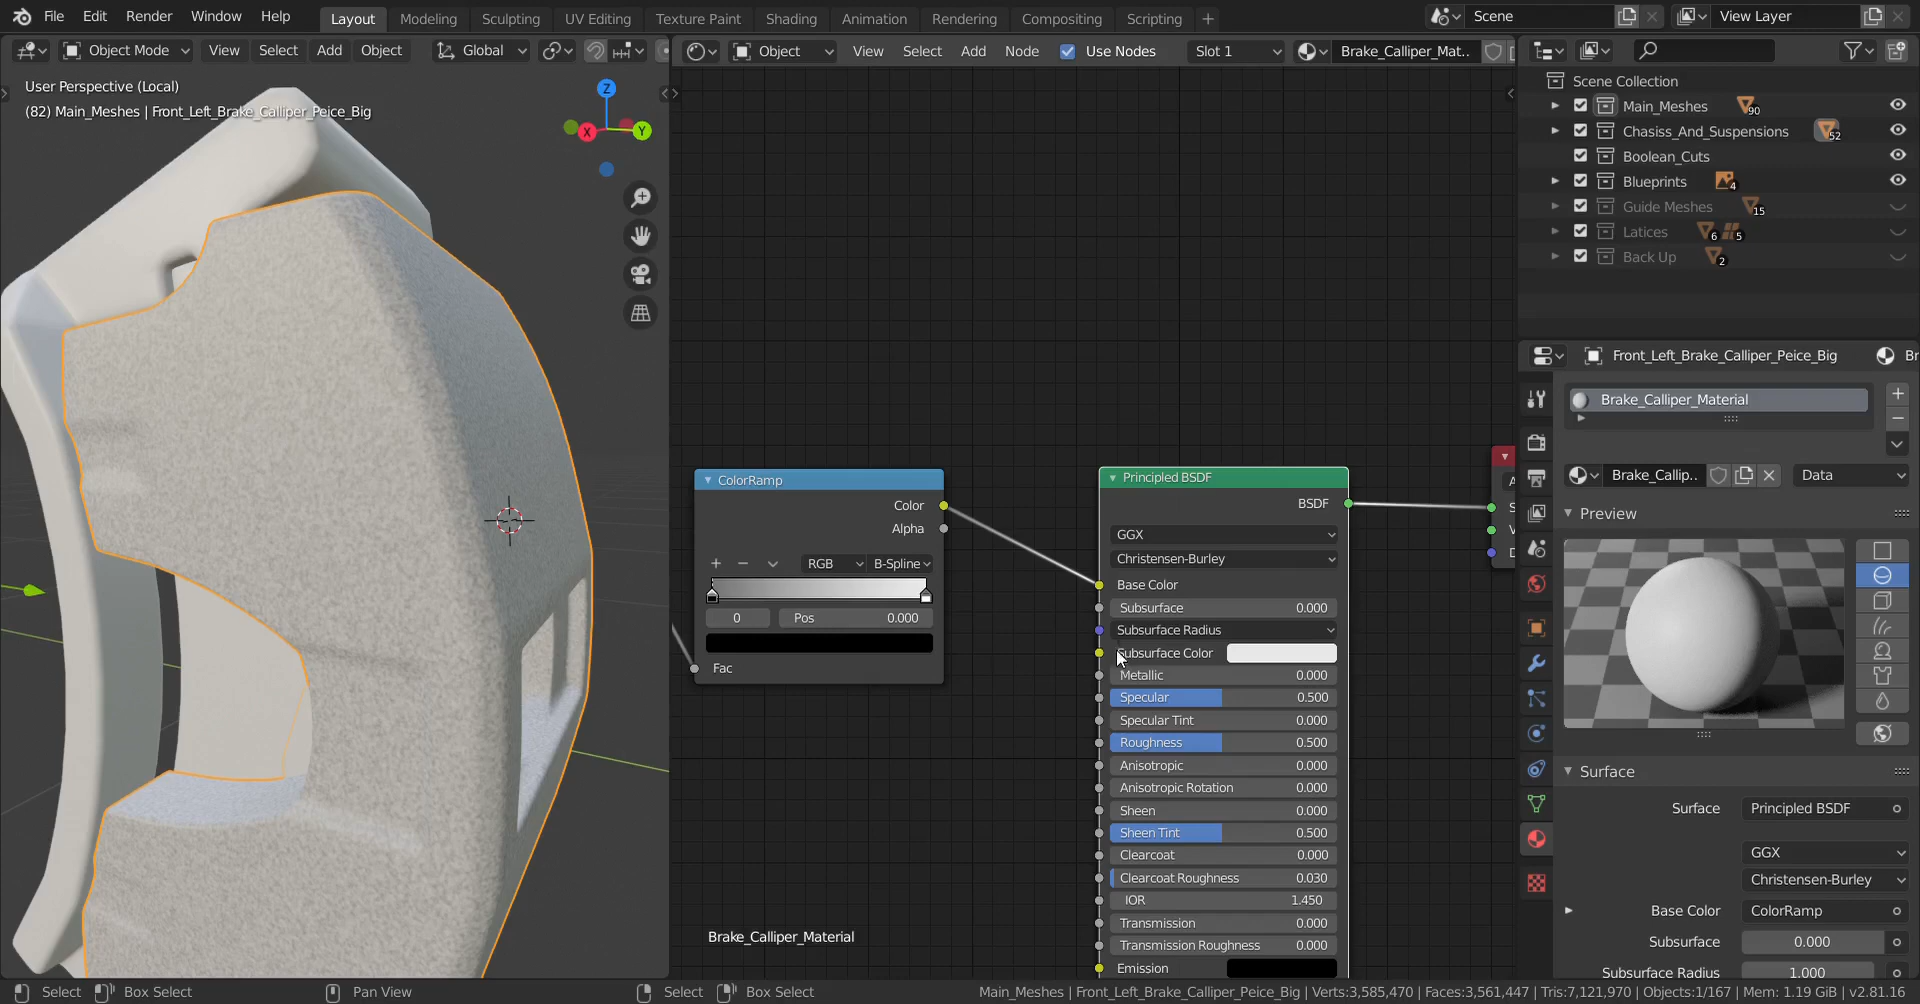 File Edit Render Window Help Layout Modeling Sculpting UV Editing Texture Paint Shading Animation Rendering Compositing Scripting + Scene View Layer
Object Mode View Select Add Object Global Object View Select Add Node Node Use Nodes Slot 1 Brake_Calliper_Mat..
User Perspective (Local)
(82) Main_Meshes | Front_Left_Brake_Calliper_Peice_Big
Z
X
Y
ColorRamp
Color
Alpha
RGB
B-Spline
0
Pos 0.000
Fac
Principled BSDF
BSDF
GGX
Christensen-Burley
Base Color
Subsurface 0.000
Subsurface Radius
Subsurface Color
Metallic 0.000
Specular 0.500
Specular Tint 0.000
Roughness 0.500
Anisotropic 0.000
Anisotropic Rotation 0.000
Sheen 0.000
Sheen Tint 0.500
Clearcoat 0.000
Clearcoat Roughness 0.030
IOR 1.450
Transmission 0.000
Transmission Roughness 0.000
Emission
Brake_Calliper_Material
Scene Collection
Main_Meshes 90
Chasiss_And_Suspensions 52
Boolean_Cuts
Blueprints 4
Guide Meshes 15
Latices 6 5
Back Up 2
Front_Left_Brake_Calliper_Peice_Big Br
Brake_Calliper_Material
Brake_Callip.. Data
Preview
Surface
Surface Principled BSDF
GGX
Christensen-Burley
Base Color ColorRamp
Subsurface 0.000
Subsurface Radius 1.000
Select Box Select Pan View Select Box Select Main_Meshes | Front_Left_Brake_Calliper_Peice_Big | Verts:3,585,470 | Faces:3,561,447 | Tris:7,121,970 | Objects:1/167 | Mem: 1.19 GiB | v2.81.16